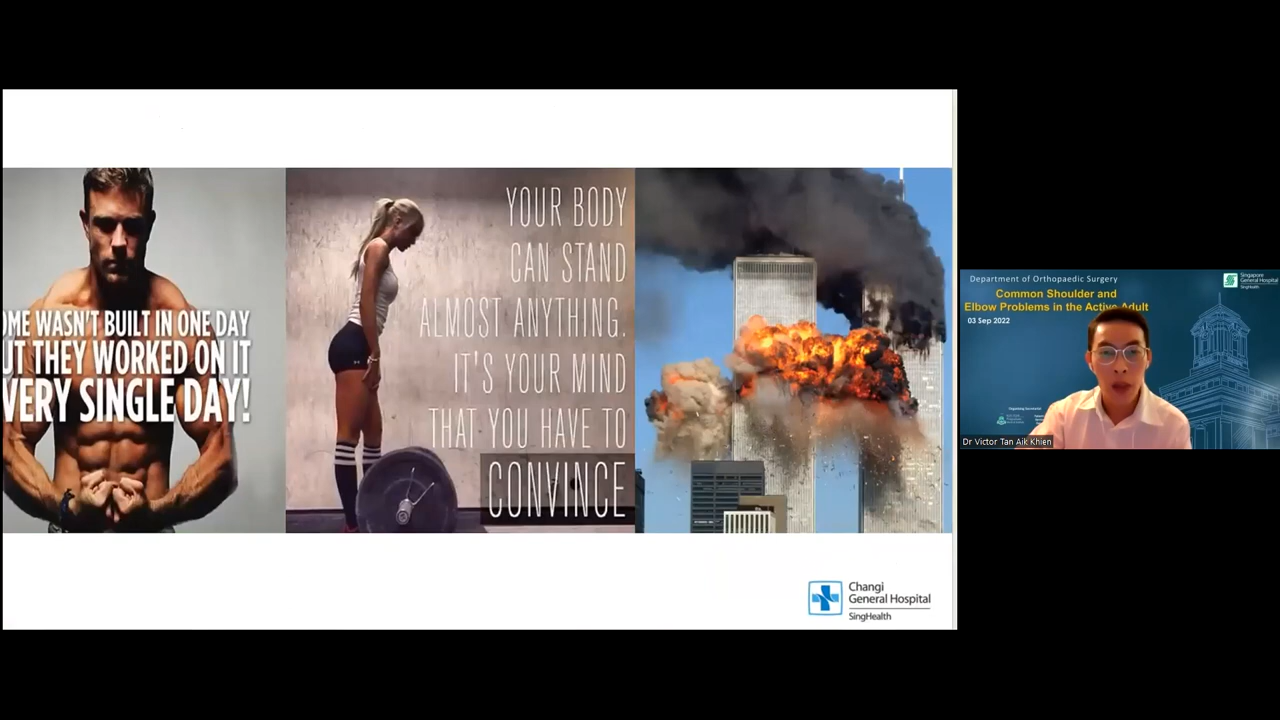 OME WASN'T BUILT IN ONE DAY
UT THEY WORKED ON IT
VERY SINGLE DAY!
YOUR BODY
CAN STAND
ALMOST ANYTHING.
IT'S YOUR MIND
THAT YOU HAVE TO
CONVINCE
Changi
General Hospital
SingHealth
Department of Orthopaedic Surgery
Common Shoulder and
Elbow Problems in the Active Adult
03 Sep 2022
Singapore
General Hospital
SingHealth
Dr Victor Tan Aik Khien